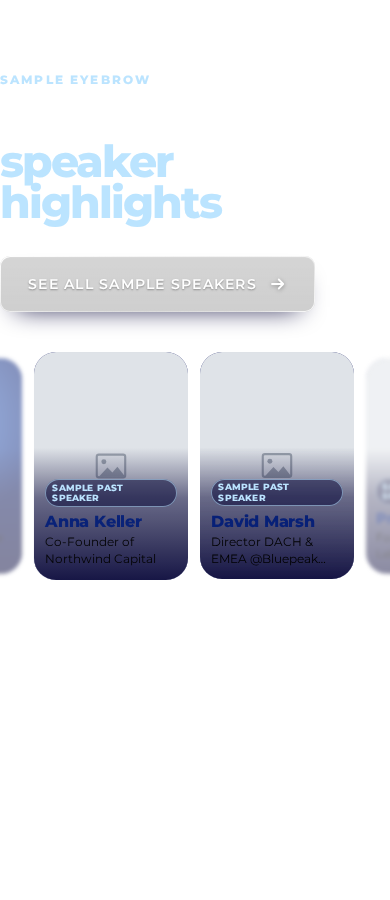 SAMPLE EYEBROW
speaker
highlights
SEE ALL SAMPLE SPEAKERS →
SAMPLE PAST
SPEAKER
Anna Keller
Co-Founder of
Northwind Capital
SAMPLE PAST
SPEAKER
David Marsh
Director DACH &
EMEA @Bluepeak...